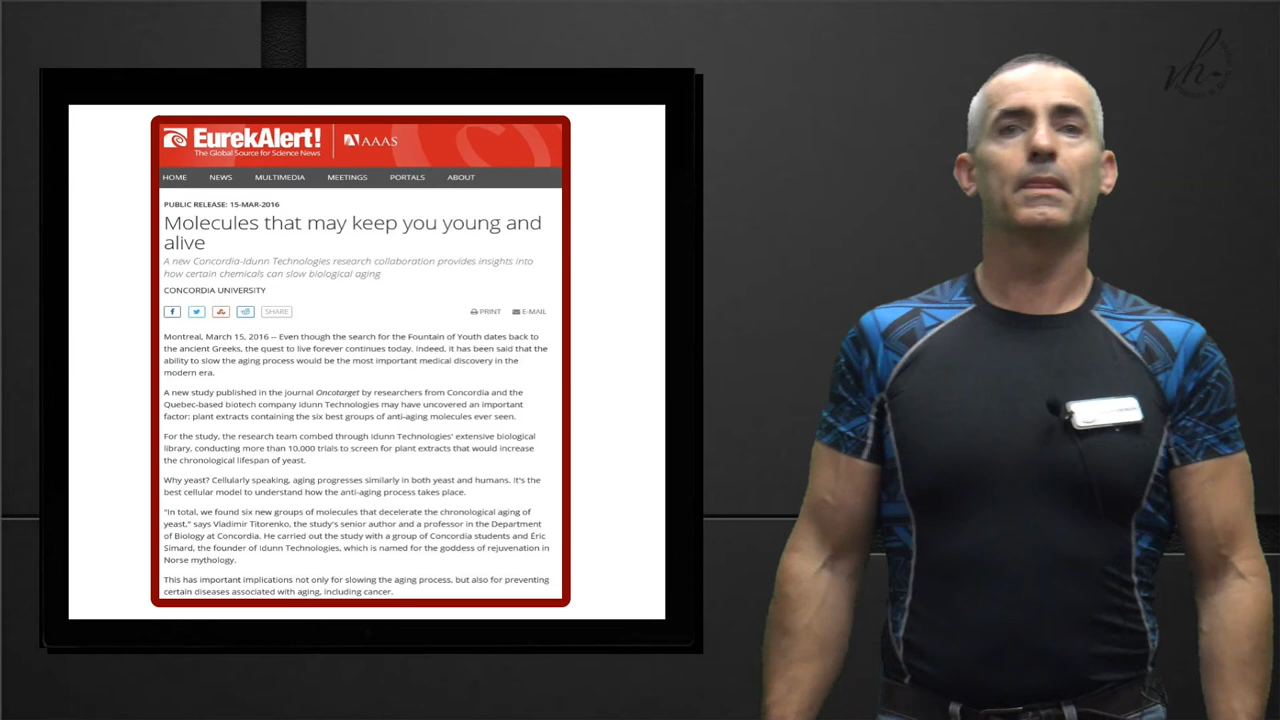 EurekAlert!
The Global Source for Science News
AAAS
HOME NEWS MULTIMEDIA MEETINGS PORTALS ABOUT
PUBLIC RELEASE: 15-MAR-2016
Molecules that may keep you young and
alive
A new Concordia-Idunn Technologies research collaboration provides insights into
how certain chemicals can slow biological aging
CONCORDIA UNIVERSITY
SHARE PRINT E-MAIL
Montreal, March 15, 2016 -- Even though the search for the Fountain of Youth dates back to
the ancient Greeks, the quest to live forever continues today. Indeed, it has been said that the
ability to slow the aging process would be the most important medical discovery in the
modern era.
A new study published in the journal Oncotarget by researchers from Concordia and the
Quebec-based biotech company Idunn Technologies may have uncovered an important
factor: plant extracts containing the six best groups of anti-aging molecules ever seen.
For the study, the research team combed through Idunn Technologies' extensive biological
library, conducting more than 10,000 trials to screen for plant extracts that would increase
the chronological lifespan of yeast.
Why yeast? Cellularly speaking, aging progresses similarly in both yeast and humans. It's the
best cellular model to understand how the anti-aging process takes place.
"In total, we found six new groups of molecules that decelerate the chronological aging of
yeast," says Vladimir Titorenko, the study's senior author and a professor in the Department
of Biology at Concordia. He carried out the study with a group of Concordia students and Éric
Simard, the founder of Idunn Technologies, which is named for the goddess of rejuvenation in
Norse mythology.
This has important implications not only for slowing the aging process, but also for preventing
certain diseases associated with aging, including cancer.
vh